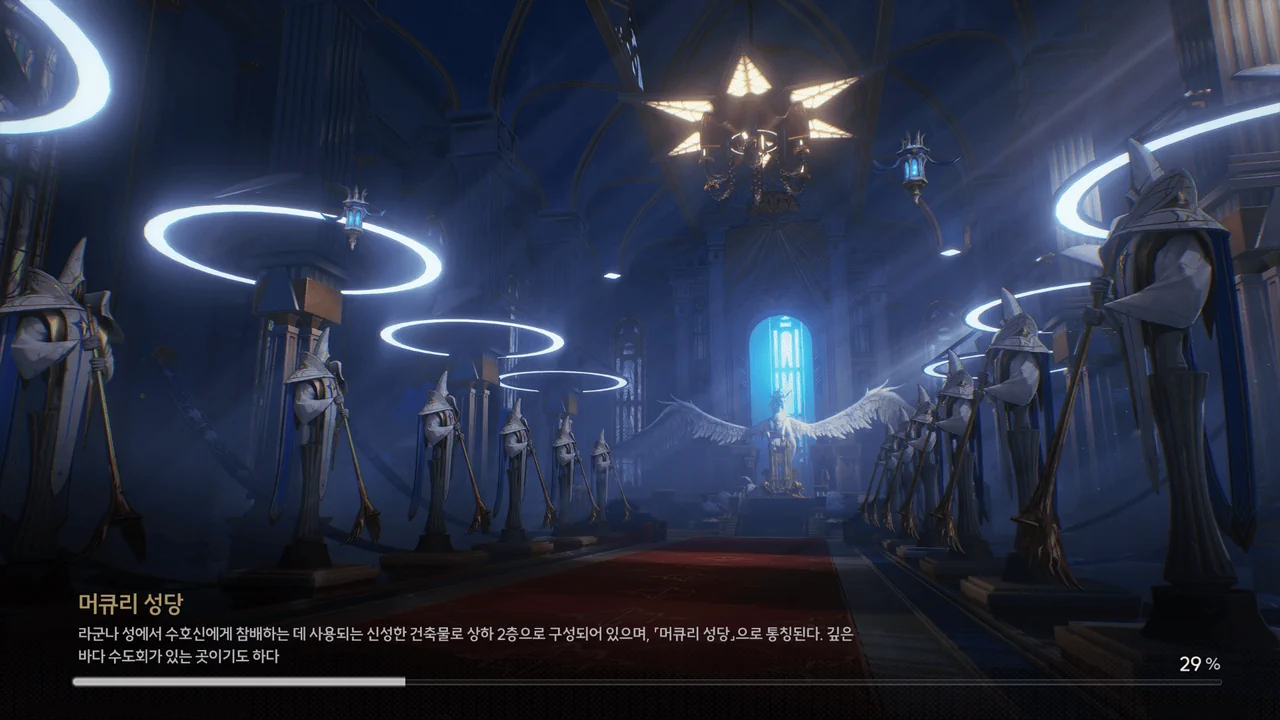 머큐리 성당
라군나 성에서 수호신에게 참배하는 데 사용되는 신성한 건축물로 상하 2층으로 구성되어 있으며, 「머큐리 성당」으로 통칭된다. 깊은
바다 수도회가 있는 곳이기도 하다
29 %